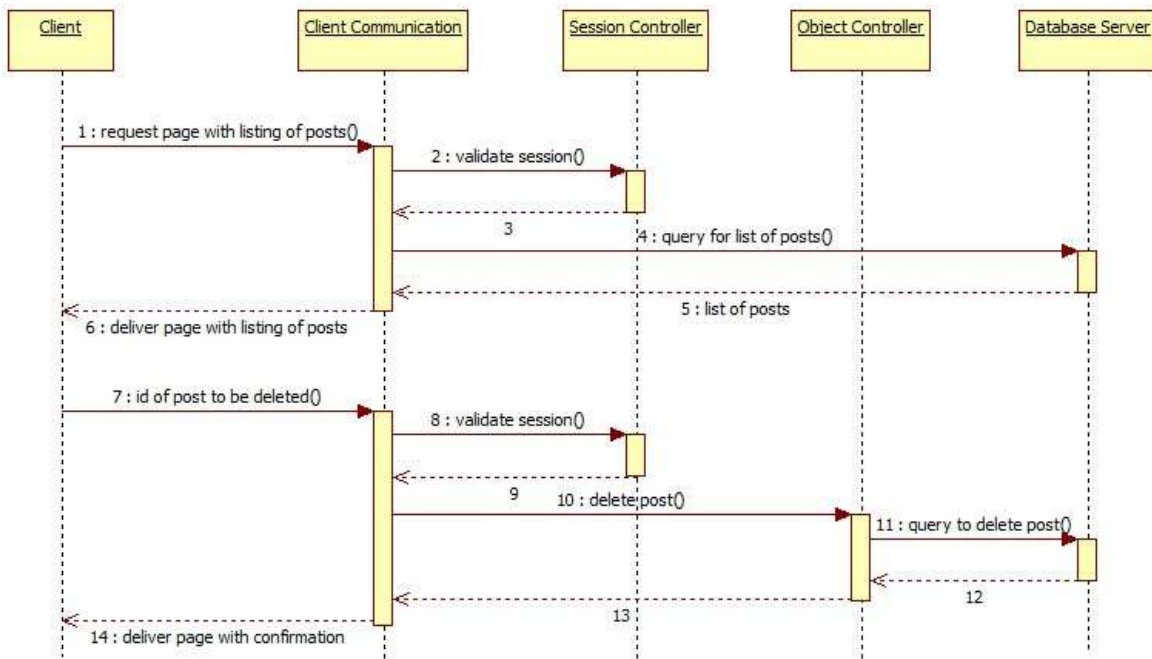 Client
Client Communication
Session Controller
Object Controller
Database Server
1 : request page with listing of posts()
2 : validate session()
3
4 : query for list of posts()
5 : list of posts
6 : deliver page with listing of posts
7 : id of post to be deleted()
8 : validate session()
9
10 : delete post()
11 : query to delete post()
12
13
14 : deliver page with confirmation